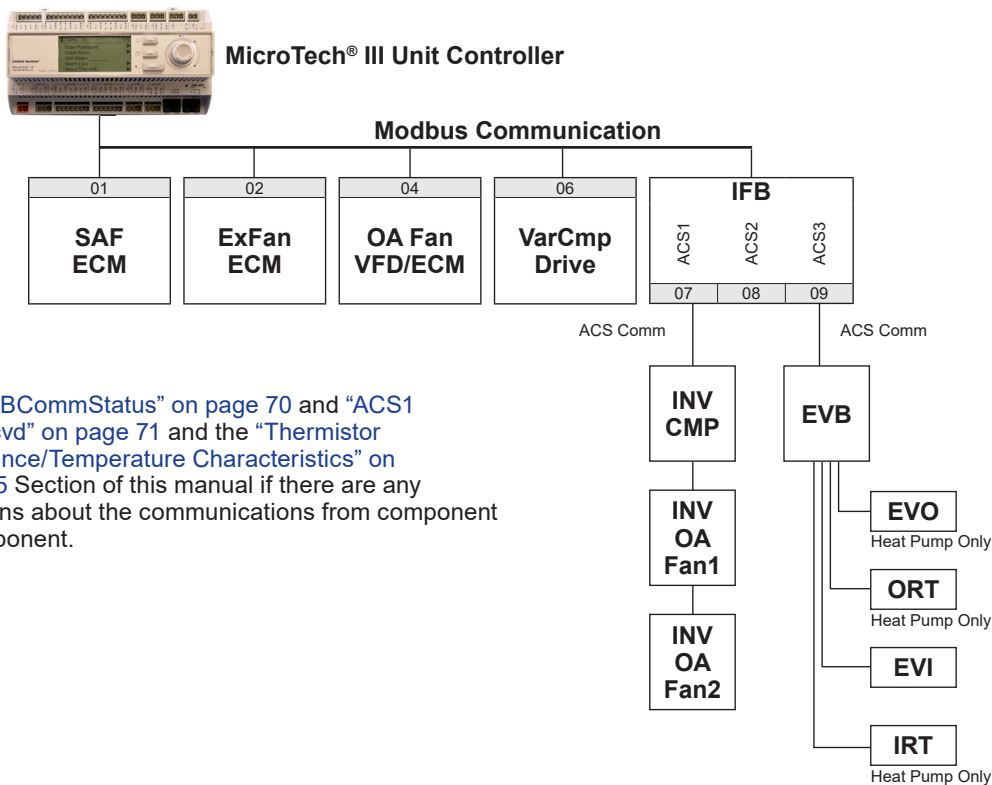 MicroTech® III Unit Controller
Modbus Communication
01
SAF
ECM
02
ExFan
ECM
04
OA Fan
VFD/ECM
06
VarCmp
Drive
IFB
ACS1
ACS2
ACS3
07
08
09
ACS Comm
ACS Comm
INV
CMP
INV
OA
Fan1
INV
OA
Fan2
EVB
EVO
Heat Pump Only
ORT
Heat Pump Only
EVI
IRT
Heat Pump Only
BCommStatus” on page 70 and “ACS1
vd” on page 71 and the “Thermistor
nce/Temperature Characteristics” on
5 Section of this manual if there are any
ns about the communications from component
ponent.